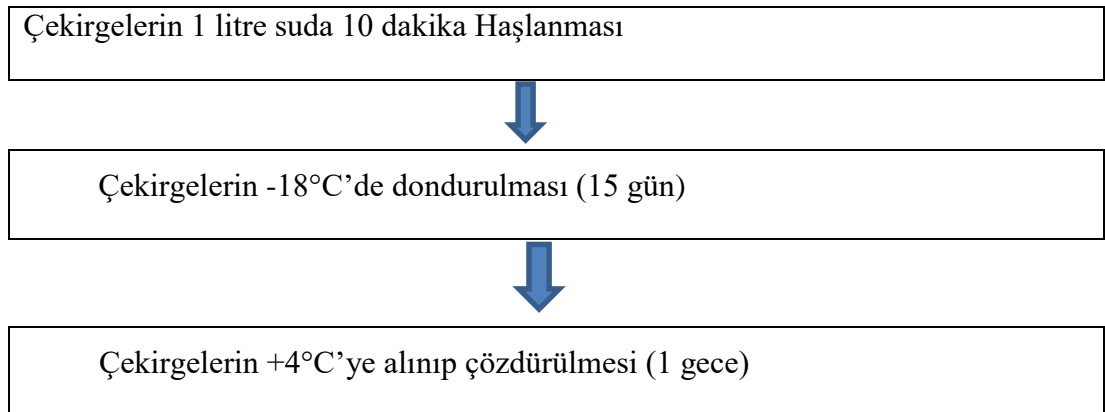 Çekirgelerin 1 litre suda 10 dakika Haşlanması
Çekirgelerin -18°C’de dondurulması (15 gün)
Çekirgelerin +4°C’ye alınıp çözdürülmesi (1 gece)